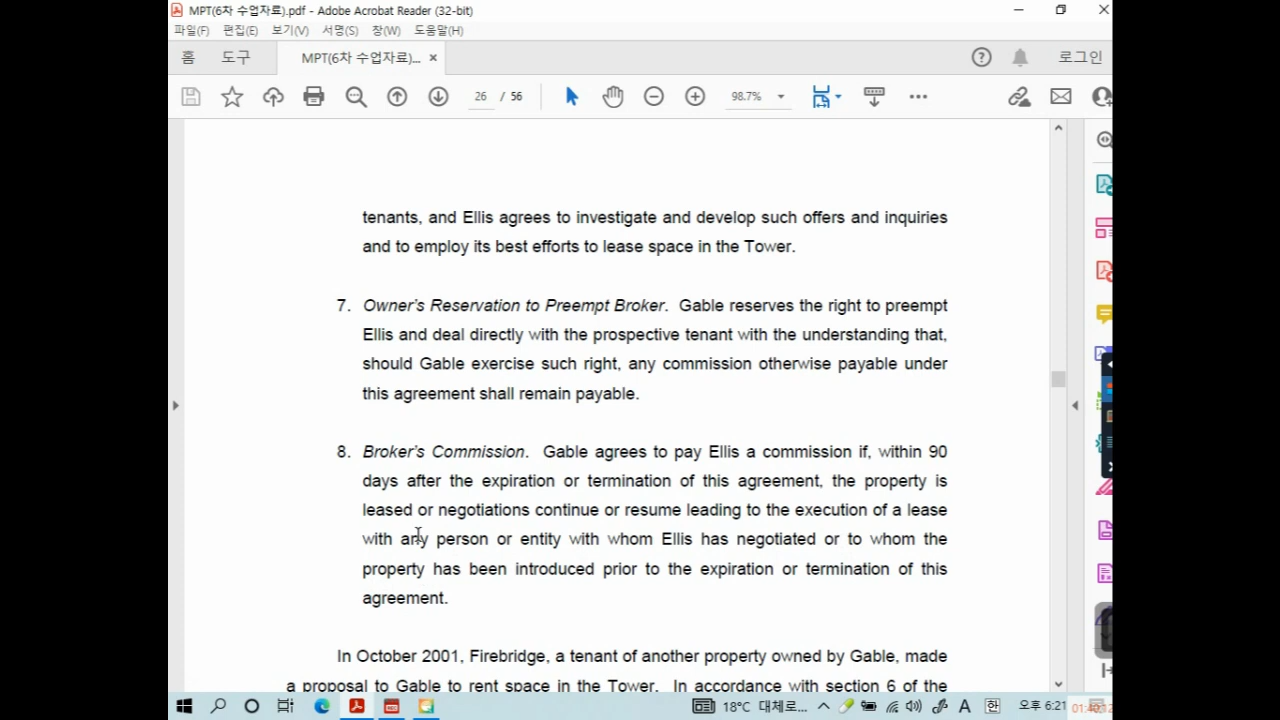 MPT(6차 수업자료).pdf - Adobe Acrobat Reader (32-bit)
파일(F) 편집(E) 보기(V) 서명(S) 창(W) 도움말(H)
홈 도구 MPT(6차 수업자료)... × 로그인
26 / 56 98.7%
tenants, and Ellis agrees to investigate and develop such offers and inquiries
and to employ its best efforts to lease space in the Tower.
7. Owner's Reservation to Preempt Broker. Gable reserves the right to preempt
Ellis and deal directly with the prospective tenant with the understanding that,
should Gable exercise such right, any commission otherwise payable under
this agreement shall remain payable.
8. Broker's Commission. Gable agrees to pay Ellis a commission if, within 90
days after the expiration or termination of this agreement, the property is
leased or negotiations continue or resume leading to the execution of a lease
with any person or entity with whom Ellis has negotiated or to whom the
property has been introduced prior to the expiration or termination of this
agreement.
In October 2001, Firebridge, a tenant of another property owned by Gable, made
a proposal to Gable to rent space in the Tower. In accordance with section 6 of the
18°C 대체로... A 한 오후 6:21